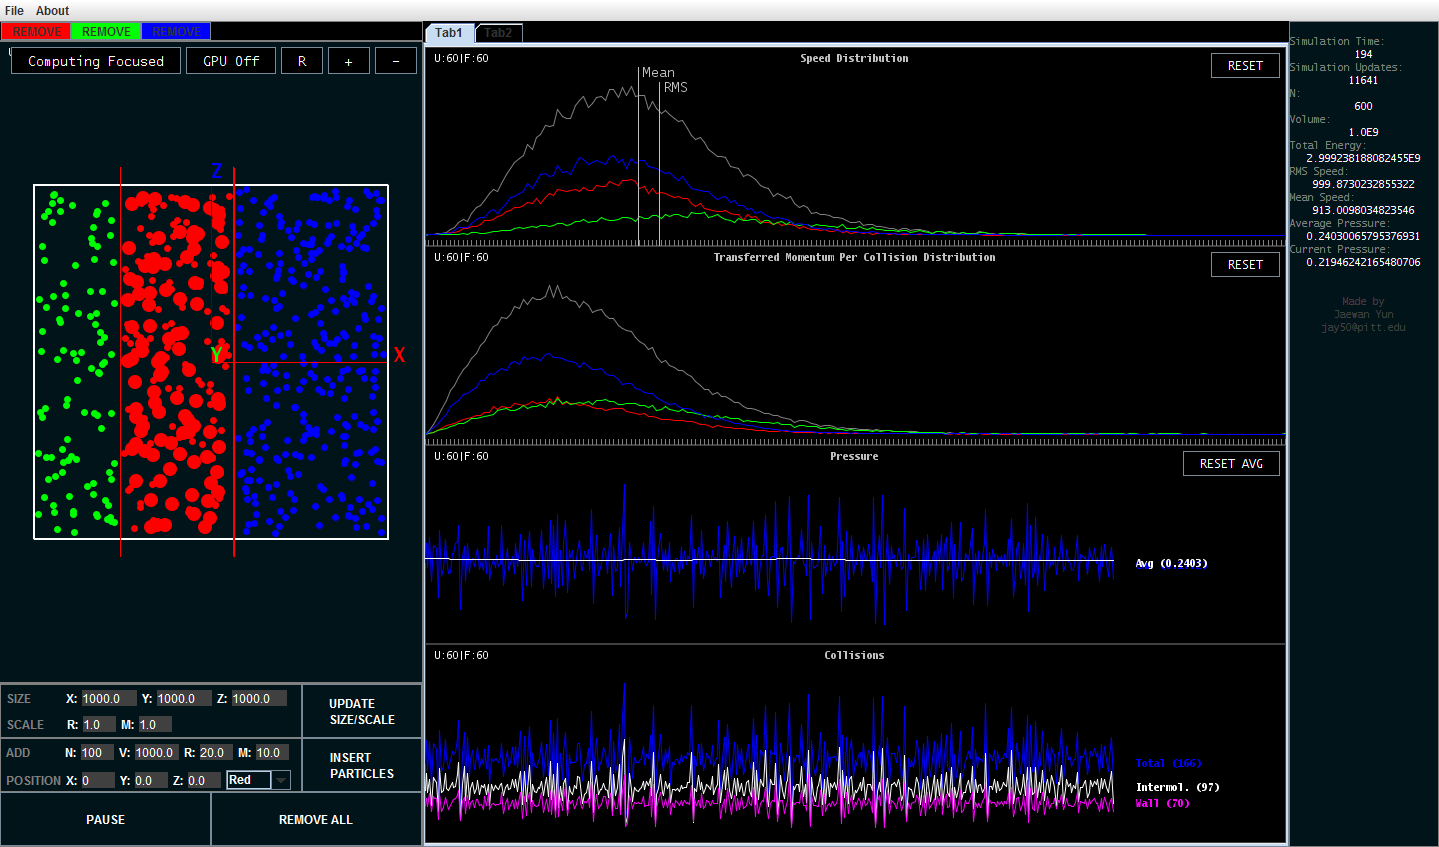 File About
REMOVE REMOVE REMOVE
Computing Focused GPU Off R + -
Z
Y
X
SIZE X: 1000.0 Y: 1000.0 Z: 1000.0
SCALE R: 1.0 M: 1.0
UPDATE
SIZE/SCALE
ADD N: 100 V: 1000.0 R: 20.0 M: 10.0
POSITION X: 0 Y: 0.0 Z: 0.0 Red
INSERT
PARTICLES
PAUSE REMOVE ALL
Tab1 Tab2
U:60|F:60 Speed Distribution RESET
Mean
RMS
U:60|F:60 Transferred Momentum Per Collision Distribution RESET
U:60|F:60 Pressure RESET AVG
Avg (0.2403)
U:60|F:60 Collisions
Total (166)
Intermol. (97)
Wall (70)
Simulation Time:
194
Simulation Updates:
11641
N:
600
Volume:
1.0E9
Total Energy:
2.999238188082455E9
RMS Speed:
999.8730232855322
Mean Speed:
913.0098034823546
Average Pressure:
0.24030065795376931
Current Pressure:
0.21946242165480706
Made by
Jaewan Yun
jay50@pitt.edu